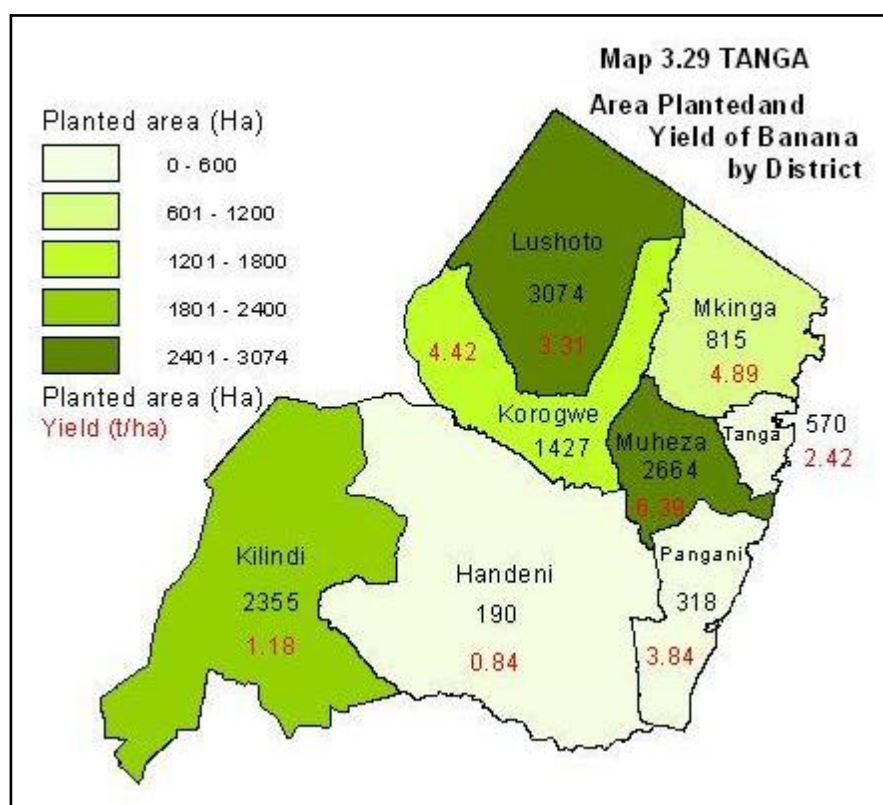 Map 3.29 TANGA
Area Plantedand
Yield of Banana
by District
Planted area (Ha)
0 - 600
601 - 1200
1201 - 1800
1801 - 2400
2401 - 3074
Planted area (Ha)
Yield (t/ha)
Lushoto
3074
3.31
Mkinga
815
4.89
4.42
Korogwe
1427
Muheza
2664
6.39
Tanga
570
2.42
Pangani
318
3.84
Kilindi
2355
1.18
Handeni
190
0.84